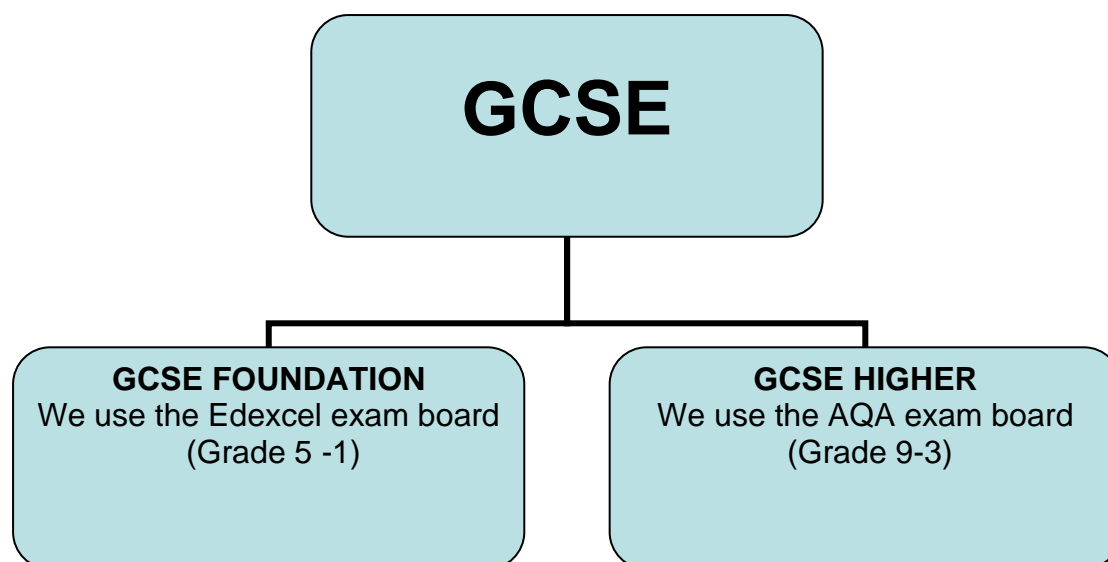 GCSE
GCSE FOUNDATION
We use the Edexcel exam board
(Grade 5 -1)
GCSE HIGHER
We use the AQA exam board
(Grade 9-3)